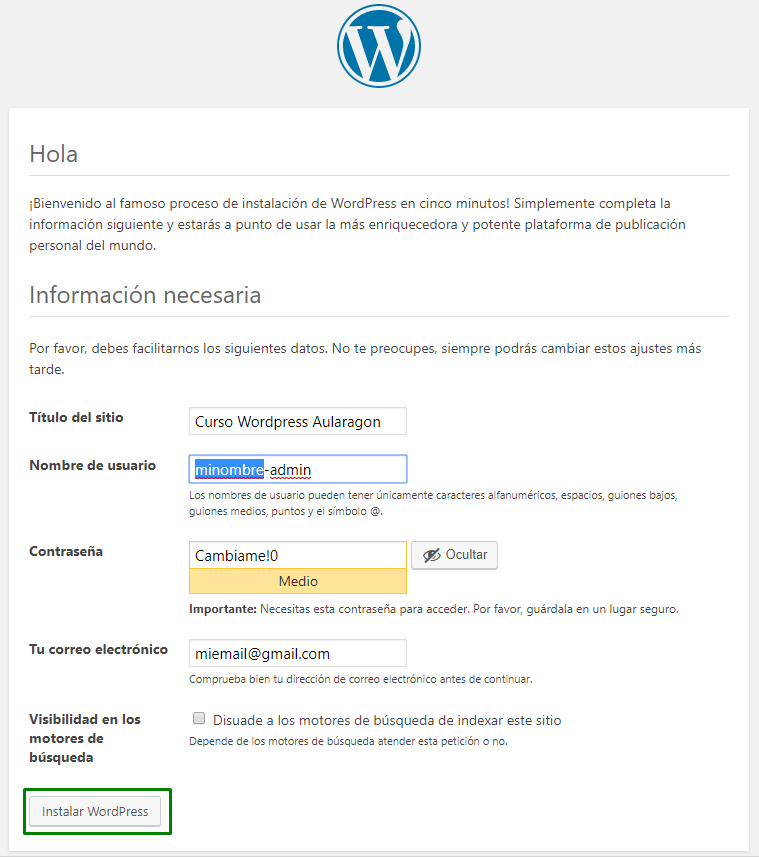 Hola
¡Bienvenido al famoso proceso de instalación de WordPress en cinco minutos! Simplemente completa la
información siguiente y estarás a punto de usar la más enriquecedora y potente plataforma de publicación
personal del mundo.
Información necesaria
Por favor, debes facilitarnos los siguientes datos. No te preocupes, siempre podrás cambiar estos ajustes más
tarde.
Título del sitio
Curso Wordpress Aularagon
Nombre de usuario
minombre-admin
Los nombres de usuario pueden tener únicamente caracteres alfanuméricos, espacios, guiones bajos,
guiones medios, puntos y el símbolo @.
Contraseña
Cambiame!0
Ocultar
Medio
Importante: Necesitas esta contraseña para acceder. Por favor, guárdala en un lugar seguro.
Tu correo electrónico
miemail@gmail.com
Comprueba bien tu dirección de correo electrónico antes de continuar.
Visibilidad en los
motores de
búsqueda
Disuade a los motores de búsqueda de indexar este sitio
Depende de los motores de búsqueda atender esta petición o no.
Instalar WordPress